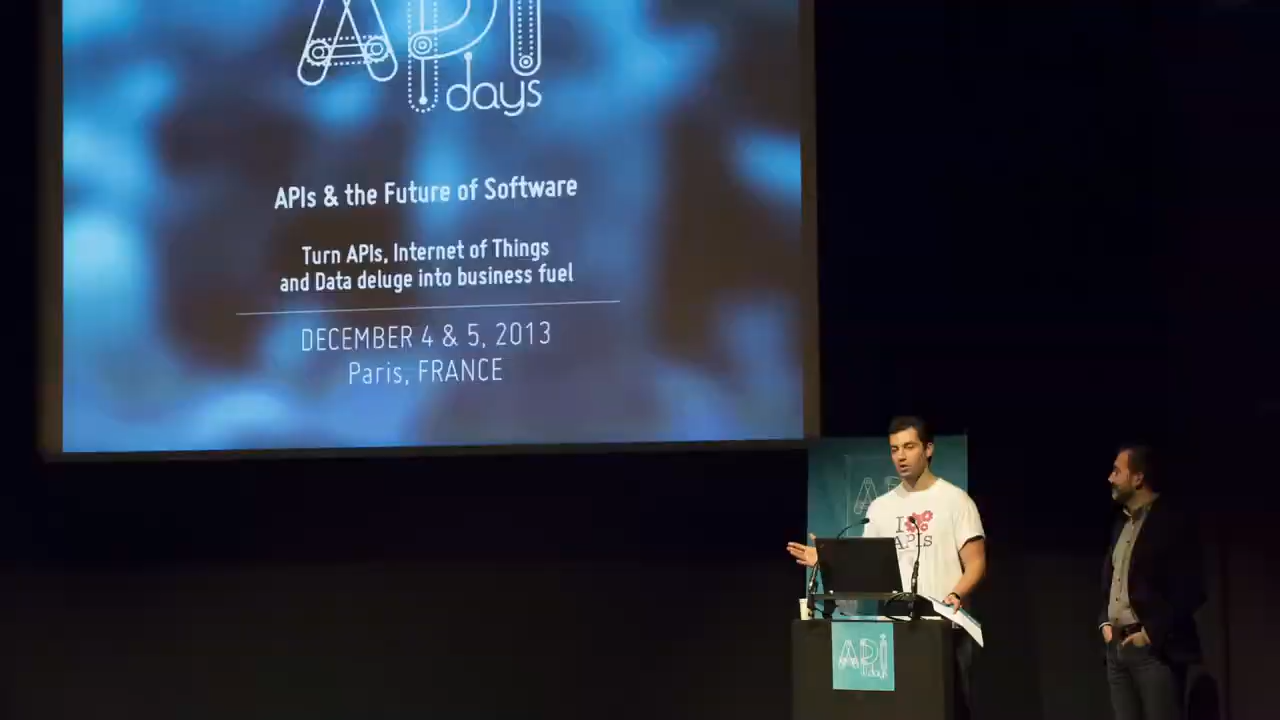 API
days
APIs & the Future of Software
Turn APIs, Internet of Things
and Data deluge into business fuel
DECEMBER 4 & 5, 2013
Paris, FRANCE
I
APIS
API
days